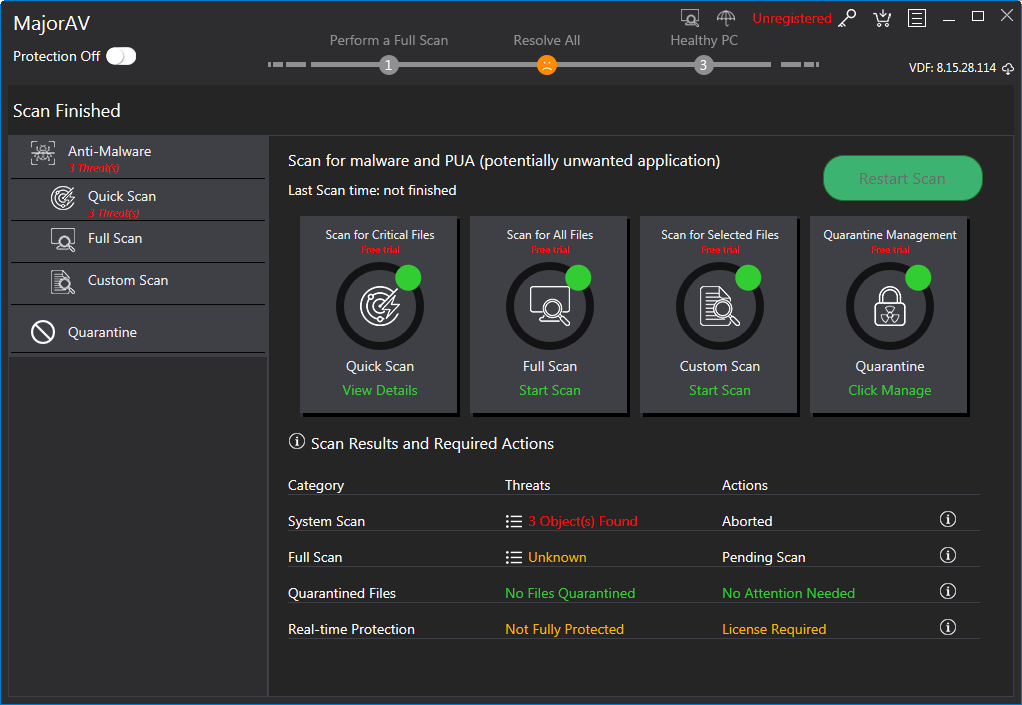 MajorAV
Unregistered
Perform a Full Scan
Resolve All
Healthy PC
Protection Off
1
3
VDF: 8.15.28.114
Scan Finished
Anti-Malware
3 Threat(s)
Quick Scan
3 Threat(s)
Full Scan
Custom Scan
Quarantine
Scan for malware and PUA (potentially unwanted application)
Last Scan time: not finished
Restart Scan
Scan for Critical Files
Free trial
Quick Scan
View Details
Scan for All Files
Free trial
Full Scan
Start Scan
Scan for Selected Files
Free trial
Custom Scan
Start Scan
Quarantine Management
Free trial
Quarantine
Click Manage
Scan Results and Required Actions
Category Threats Actions
System Scan 3 Object(s) Found Aborted
Full Scan Unknown Pending Scan
Quarantined Files No Files Quarantined No Attention Needed
Real-time Protection Not Fully Protected License Required